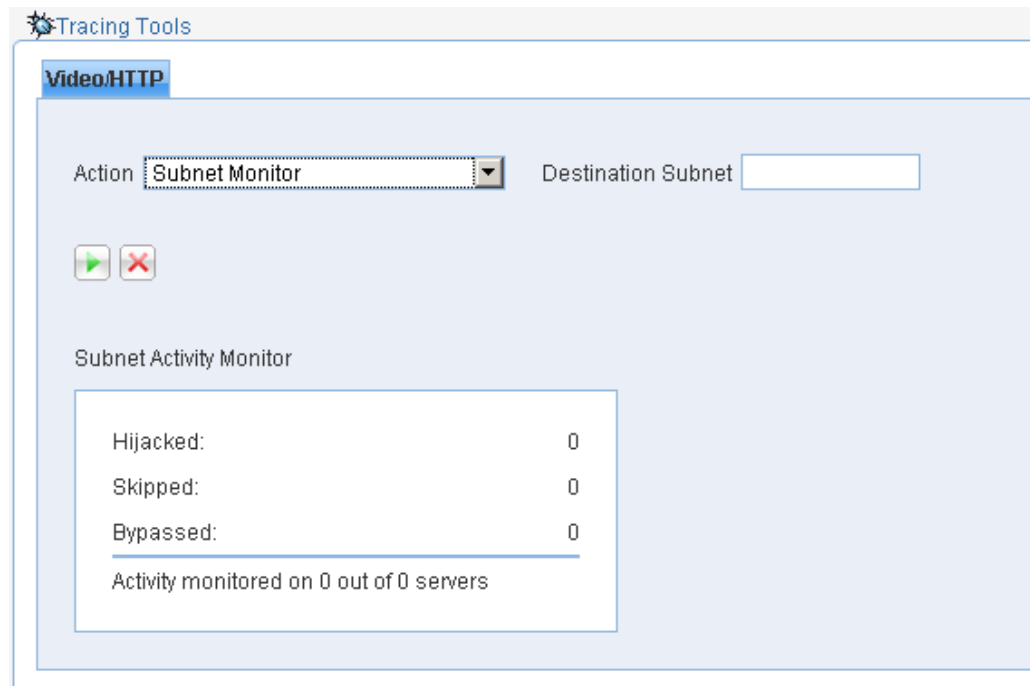 Tracing Tools
Video/HTTP
Action Subnet Monitor Destination Subnet
Subnet Activity Monitor
Hijacked: 0
Skipped: 0
Bypassed: 0
Activity monitored on 0 out of 0 servers